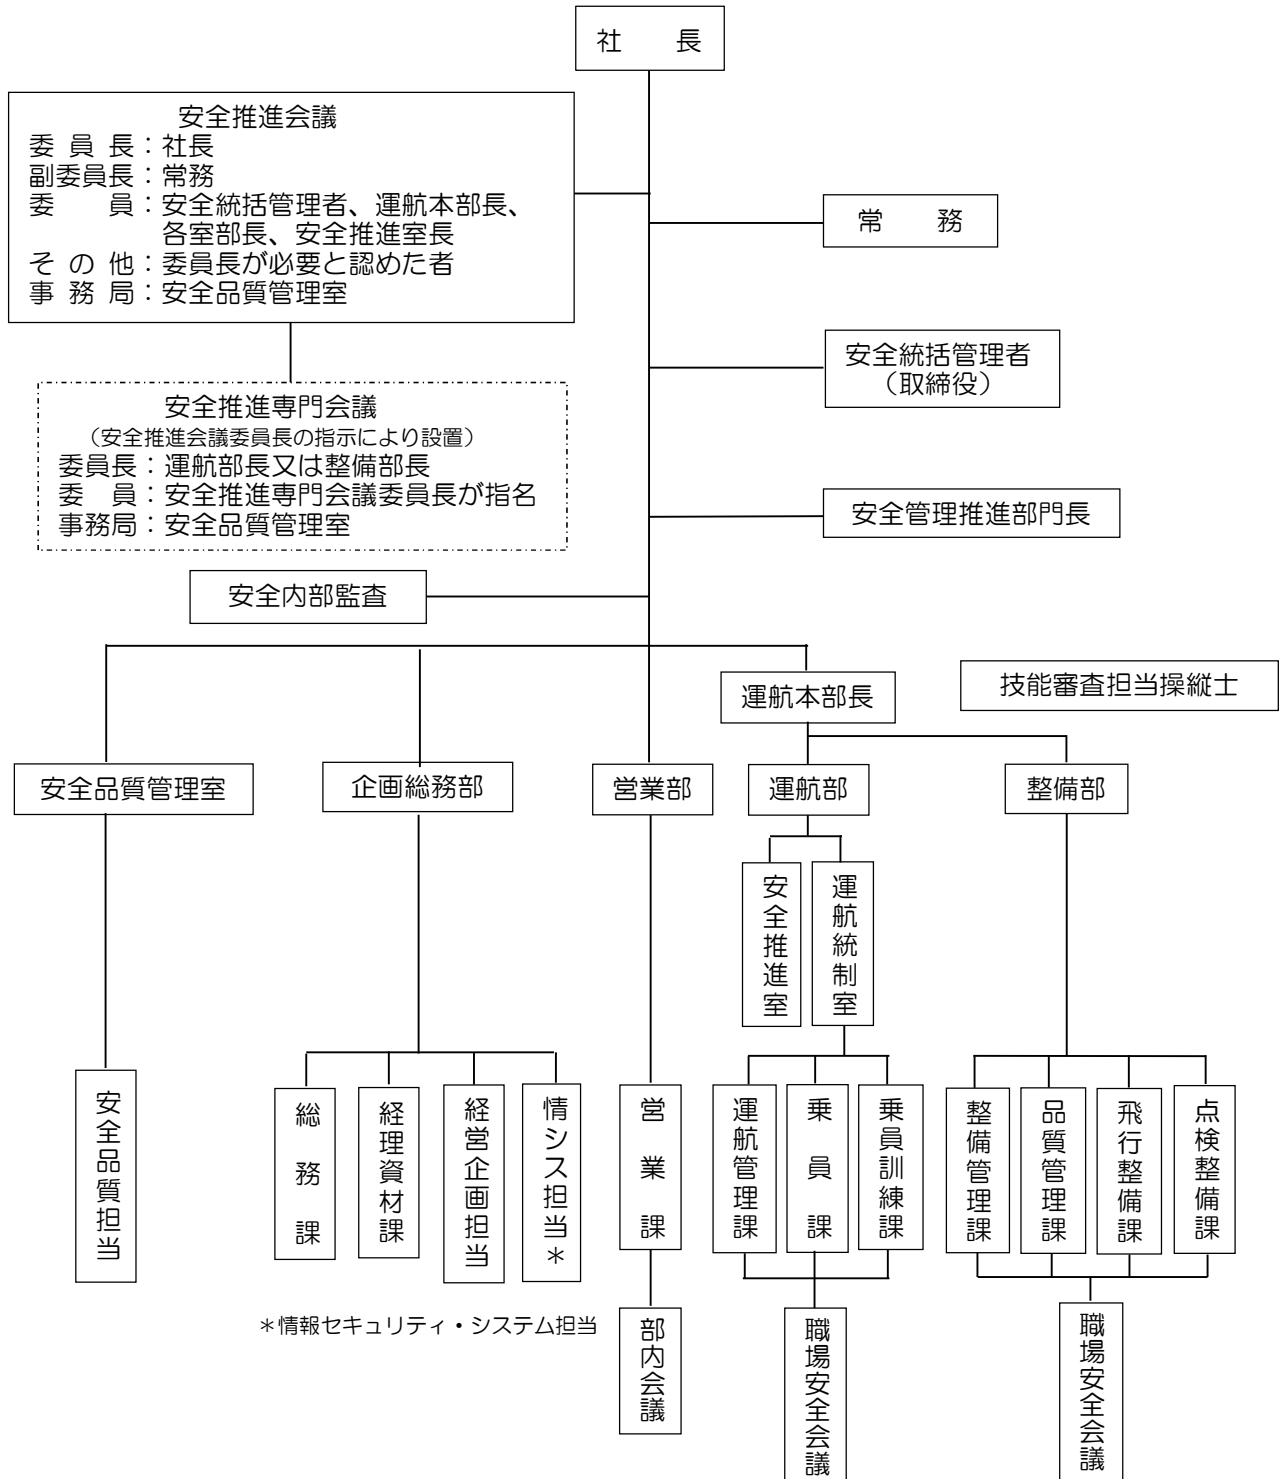 社　　長
安全推進会議
委 員 長：社長
副委員長：常務
委　　員：安全統括管理者、運航本部長、
各室部長、安全推進室長
そ の 他：委員長が必要と認めた者
事 務 局：安全品質管理室
常　　務
安全統括管理者
（取締役）
安全推進専門会議
（安全推進会議委員長の指示により設置）
委員長：運航部長又は整備部長
委　員：安全推進専門会議委員長が指名
事務局：安全品質管理室
安全管理推進部門長
安全内部監査
運航本部長
技能審査担当操縦士
安全品質管理室
企画総務部
営業部
運航部
整備部
安全推進室
運航統制室
安全品質担当
総務課
経理資材課
経営企画担当
情シス担当＊
営業課
運航管理課
乗員課
乗員訓練課
整備管理課
品質管理課
飛行整備課
点検整備課
＊情報セキュリティ・システム担当
部内会議
職場安全会議
職場安全会議